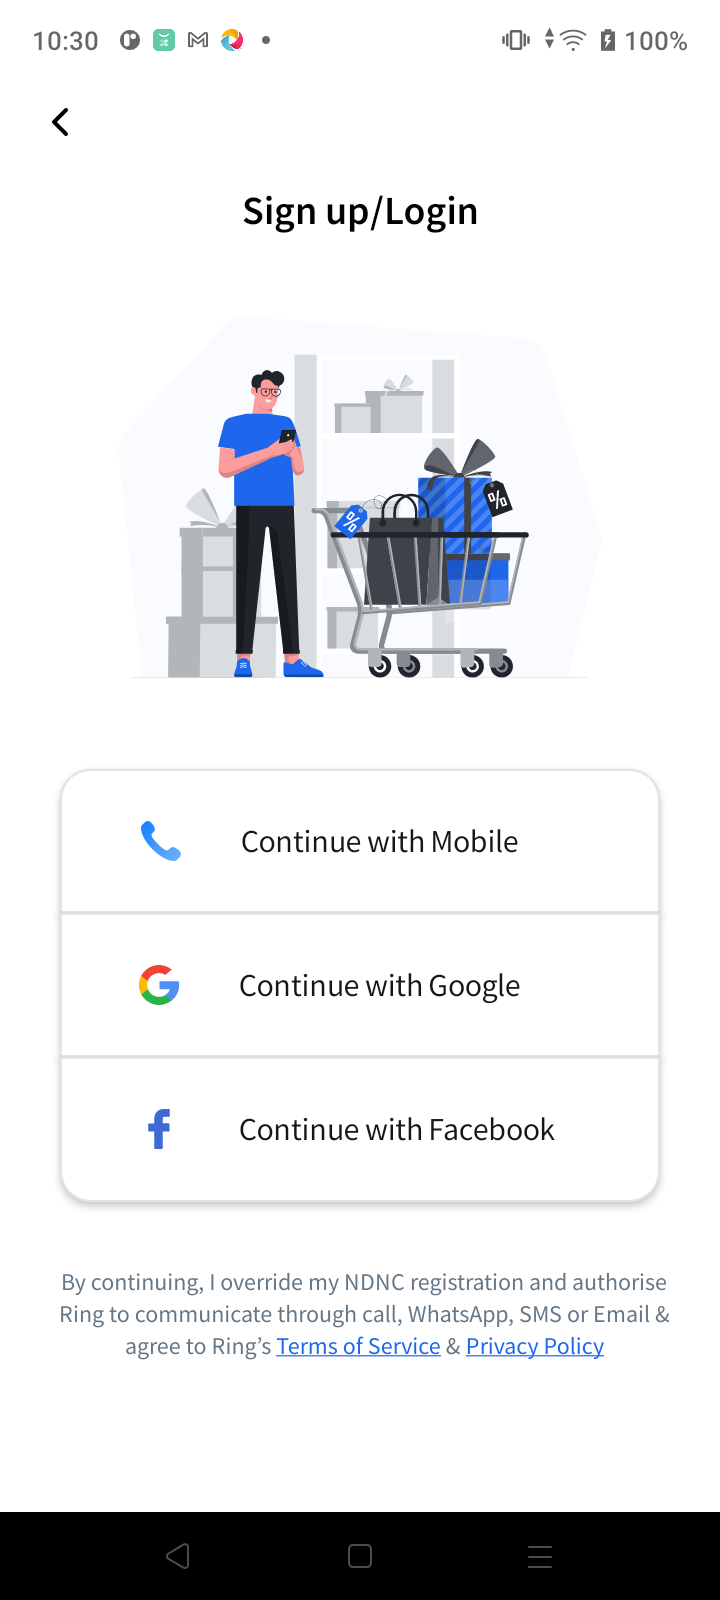 10:30
100%
Sign up/Login
%
%
Continue with Mobile
Continue with Google
Continue with Facebook
By continuing, I override my NDNC registration and authorise
Ring to communicate through call, WhatsApp, SMS or Email &
agree to Ring’s Terms of Service & Privacy Policy